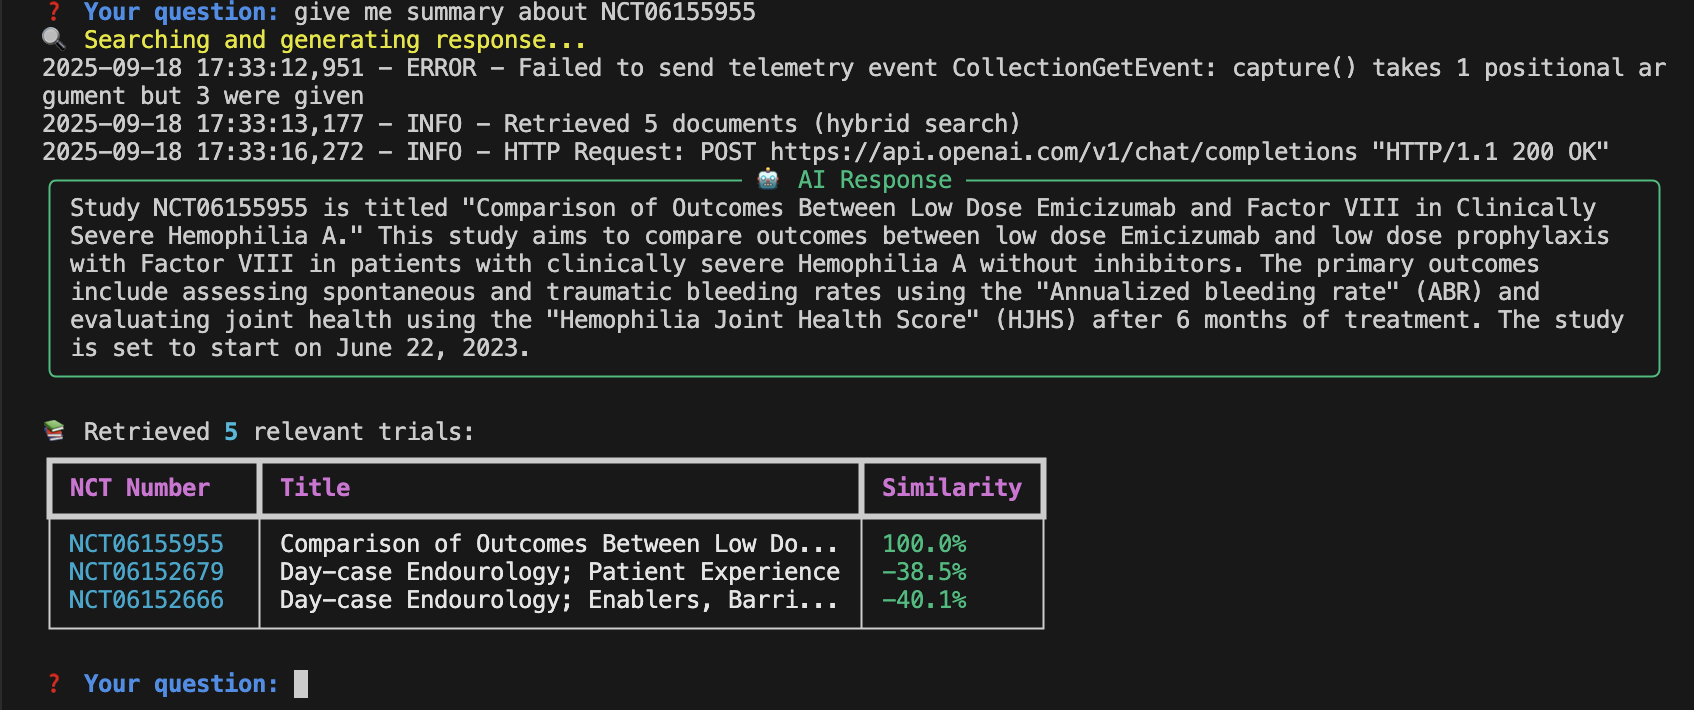 ❓ Your question: give me summary about NCT06155955
🔍 Searching and generating response...
2025-09-18 17:33:12,951 - ERROR - Failed to send telemetry event CollectionGetEvent: capture() takes 1 positional ar
gument but 3 were given
2025-09-18 17:33:13,177 - INFO - Retrieved 5 documents (hybrid search)
2025-09-18 17:33:16,272 - INFO - HTTP Request: POST https://api.openai.com/v1/chat/completions "HTTP/1.1 200 OK"
🤖 AI Response
Study NCT06155955 is titled "Comparison of Outcomes Between Low Dose Emicizumab and Factor VIII in Clinically
Severe Hemophilia A." This study aims to compare outcomes between low dose Emicizumab and low dose prophylaxis
with Factor VIII in patients with clinically severe Hemophilia A without inhibitors. The primary outcomes
include assessing spontaneous and traumatic bleeding rates using the "Annualized bleeding rate" (ABR) and
evaluating joint health using the "Hemophilia Joint Health Score" (HJHS) after 6 months of treatment. The study
is set to start on June 22, 2023.
📚 Retrieved 5 relevant trials:
NCT Number Title Similarity
NCT06155955 Comparison of Outcomes Between Low Do... 100.0%
NCT06152679 Day-case Endourology; Patient Experience -38.5%
NCT06152666 Day-case Endourology; Enablers, Barri... -40.1%
❓ Your question: